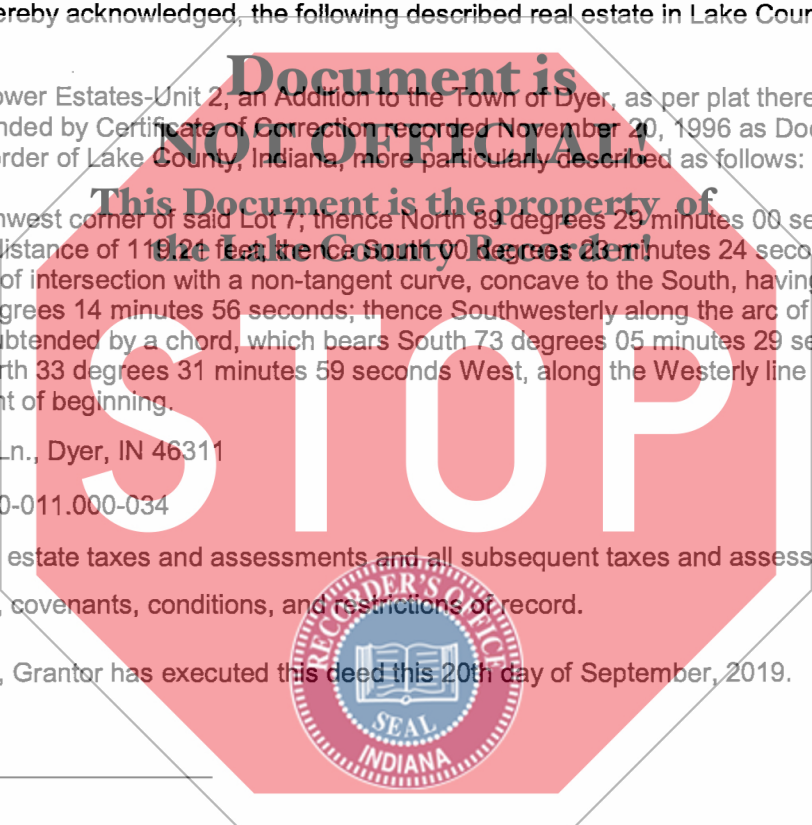 ereby acknowledged, the following described real estate in Lake Coun
Document is
ower Estates-Unit 2, an Addition to the Town of Dyer, as per plat there
nded by Certificate of Correction recorded November 20, 1996 as Do
NOT OFFICIAL!
order of Lake County, Indiana, more particularly described as follows:
This Document is the property of
hwest corner of said Lot 7; thence North 89 degrees 29 minutes 00 se
the Lake County Recorder!
distance of 119.21 feet; thence South 00 degrees 23 minutes 24 seco
of intersection with a non-tangent curve, concave to the South, having
grees 14 minutes 56 seconds; thence Southwesterly along the arc of
ubtended by a chord, which bears South 73 degrees 05 minutes 29 se
rth 33 degrees 31 minutes 59 seconds West, along the Westerly line
nt of beginning.
STOP
Ln., Dyer, IN 46311
0-011.000-034
estate taxes and assessments and all subsequent taxes and assess
, covenants, conditions, and restrictions of record.
, Grantor has executed this deed this 20th day of September, 2019.
RECORDER'S OFFICE
SEAL
INDIANA